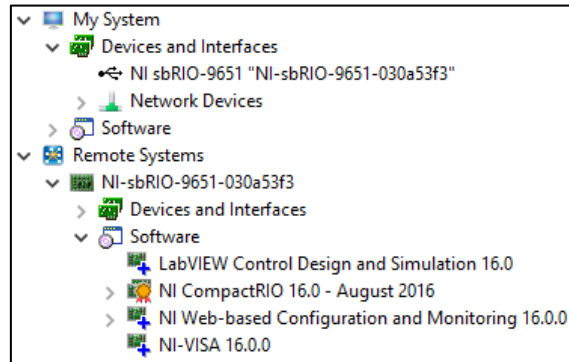 My System
Devices and Interfaces
NI sbRIO-9651 "NI-sbRIO-9651-030a53f3"
Network Devices
Software
Remote Systems
NI-sbRIO-9651-030a53f3
Devices and Interfaces
Software
LabVIEW Control Design and Simulation 16.0
NI CompactRIO 16.0 - August 2016
NI Web-based Configuration and Monitoring 16.0.0
NI-VISA 16.0.0